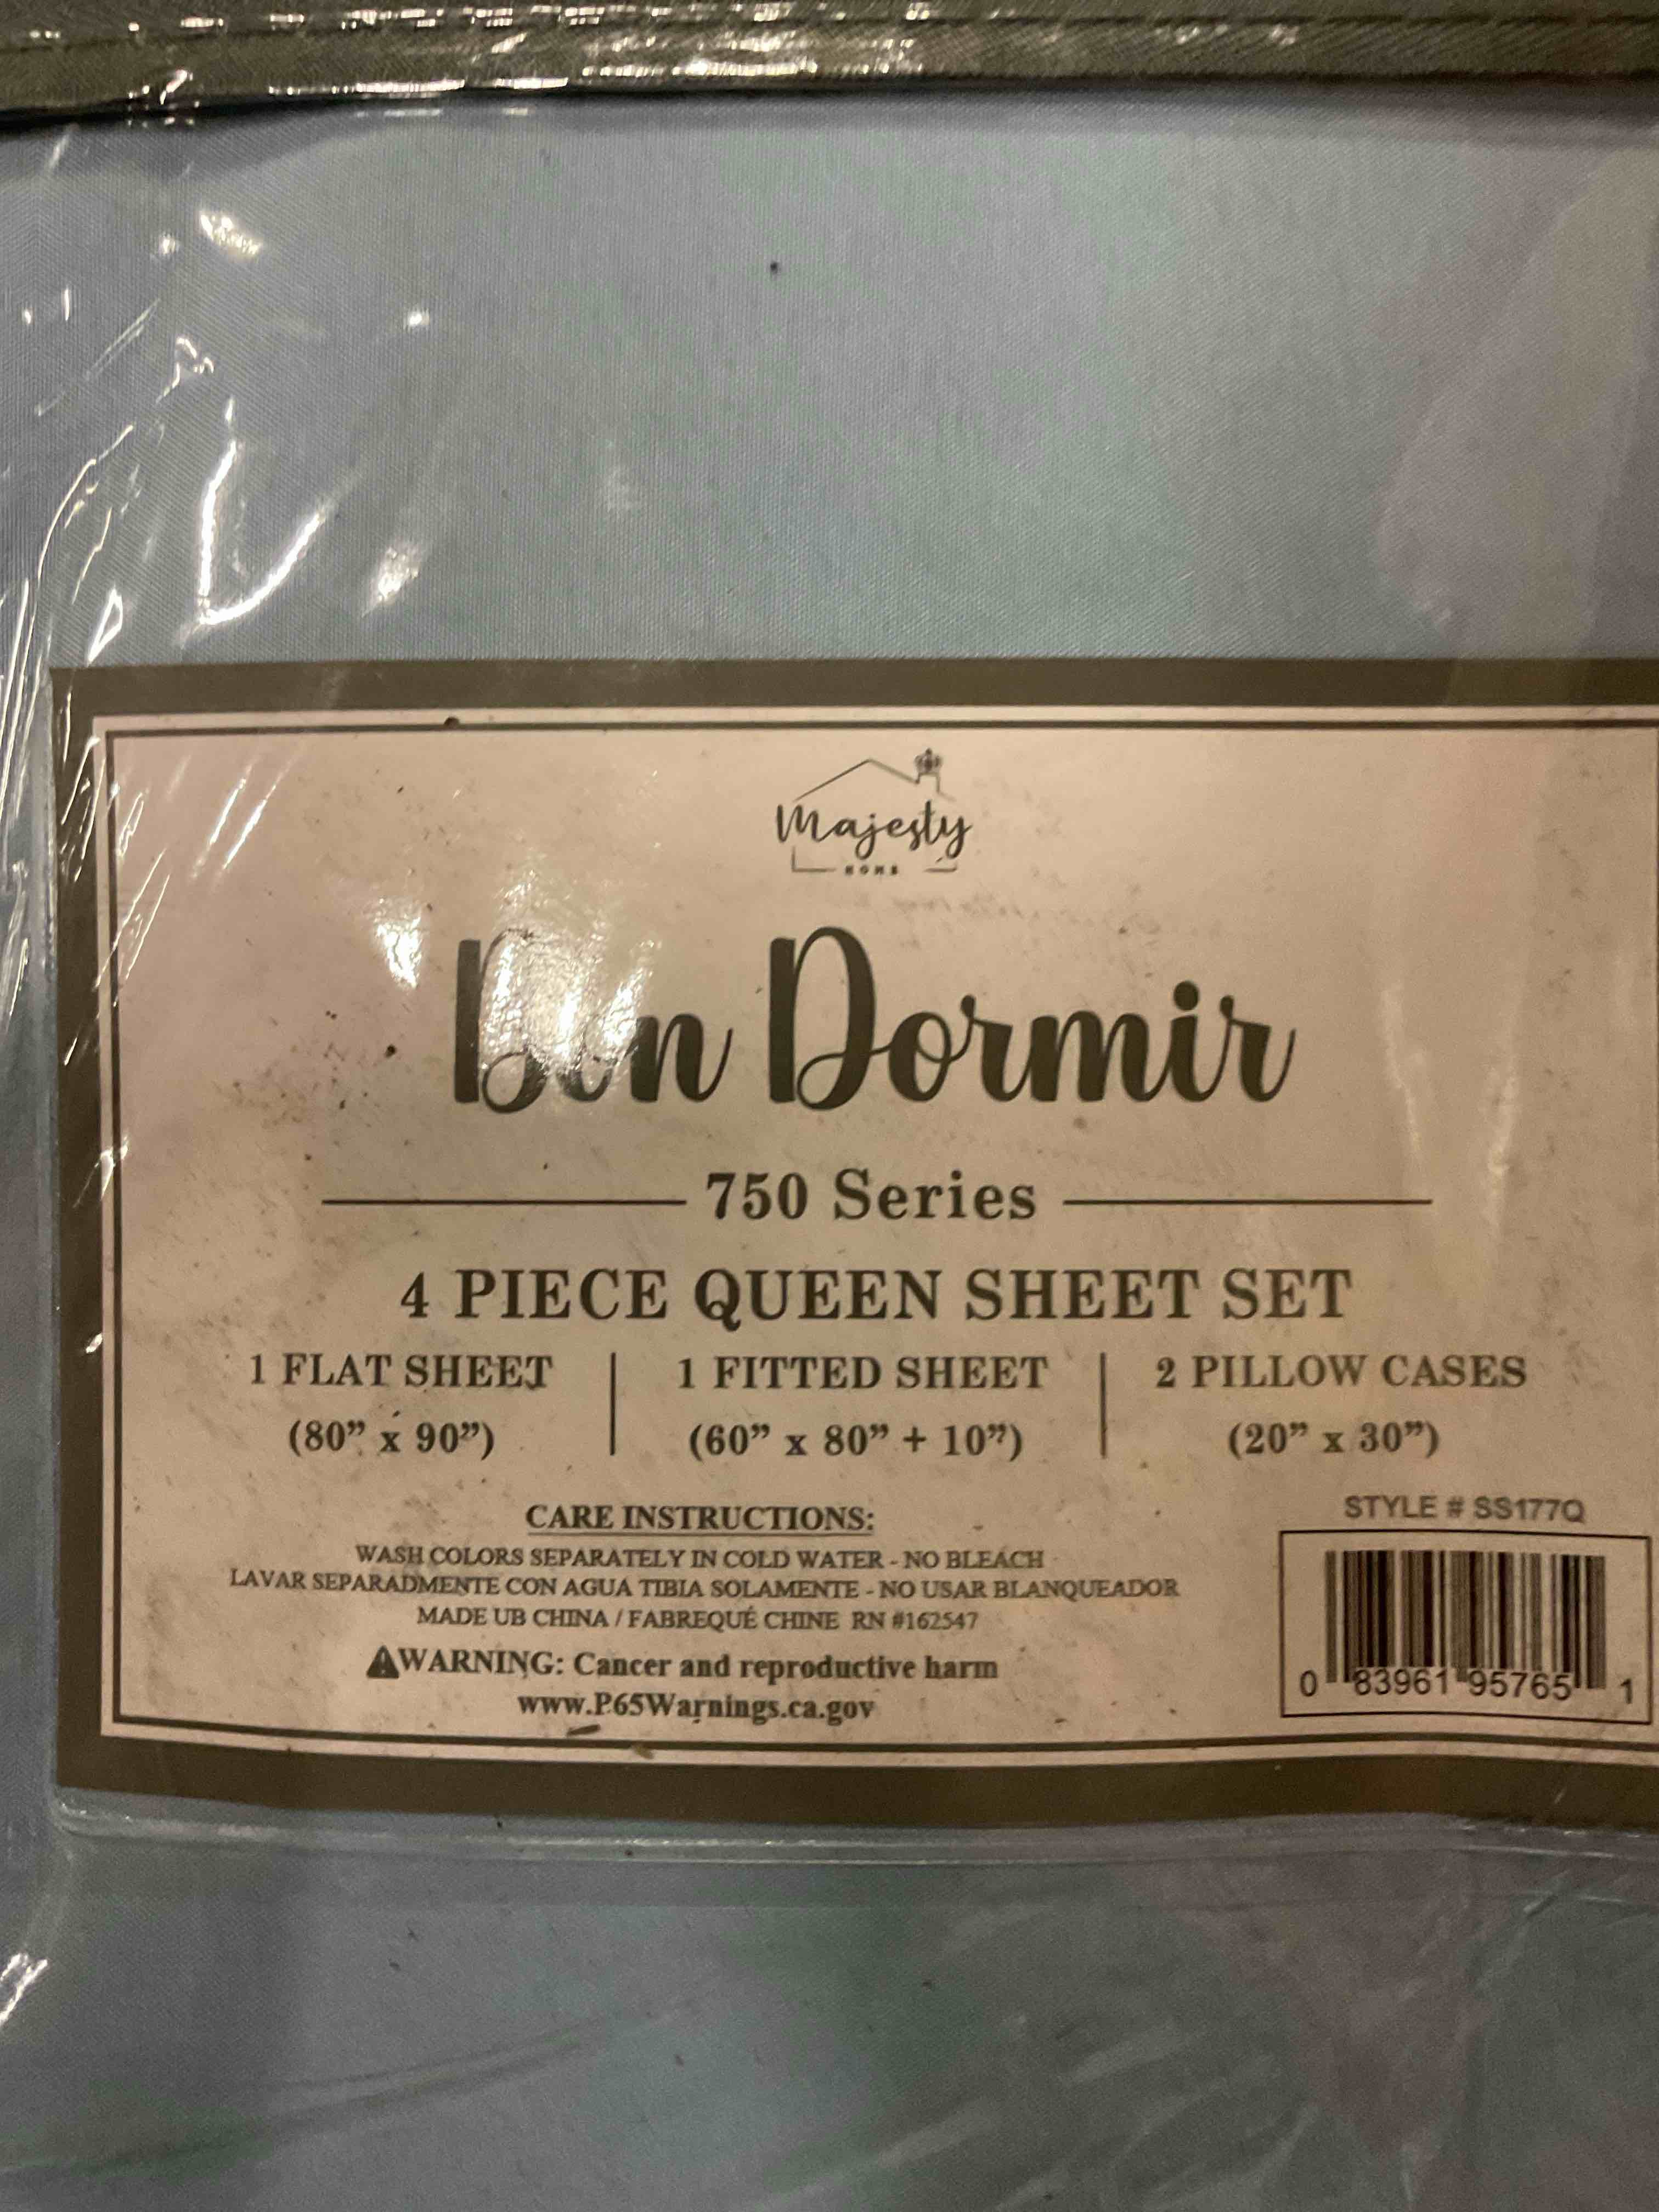 Majesty
HOME
Bon Dormir
750 Series
4 PIECE QUEEN SHEET SET
1 FLAT SHEET | 1 FITTED SHEET | 2 PILLOW CASES
(80” x 90”) | (60” x 80” + 10”) | (20” x 30”)
STYLE # SS177Q
CARE INSTRUCTIONS:
WASH COLORS SEPARATELY IN COLD WATER - NO BLEACH
LAVAR SEPARADMENTE CON AGUA TIBIA SOLAMENTE - NO USAR BLANQUEADOR
MADE UB CHINA / FABREQUÉ CHINE RN #162547
⚠WARNING: Cancer and reproductive harm
www.P65Warnings.ca.gov
0 83961 95765 1